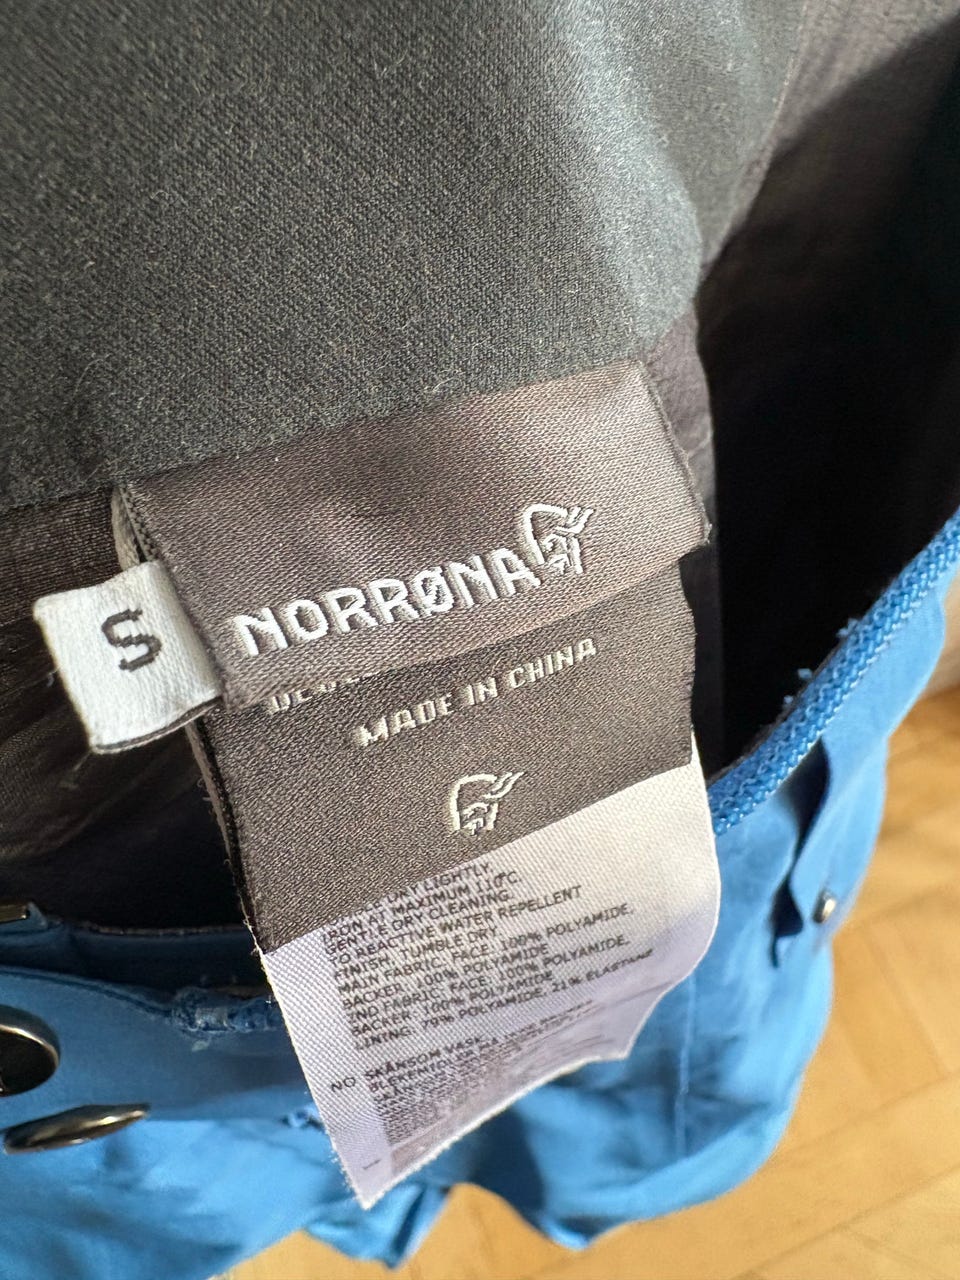 NORRØNA
S
MADE IN CHINA
DRY LIGHTLY,
IRON AT MAXIMUM 110°C
GENTLE DRY CLEANING
TO REACTIVE WATER REPELLENT
FINISH, TUMBLE DRY
MAIN FABRIC, FACE: 100% POLYAMIDE,
BACKER: 100% POLYAMIDE
2ND FABRIC, FACE: 100% POLYAMIDE,
BACKER: 100% POLYAMIDE
LINING: 79% POLYAMIDE, 21% ELASTANE
NO SKÅNSOM VASK